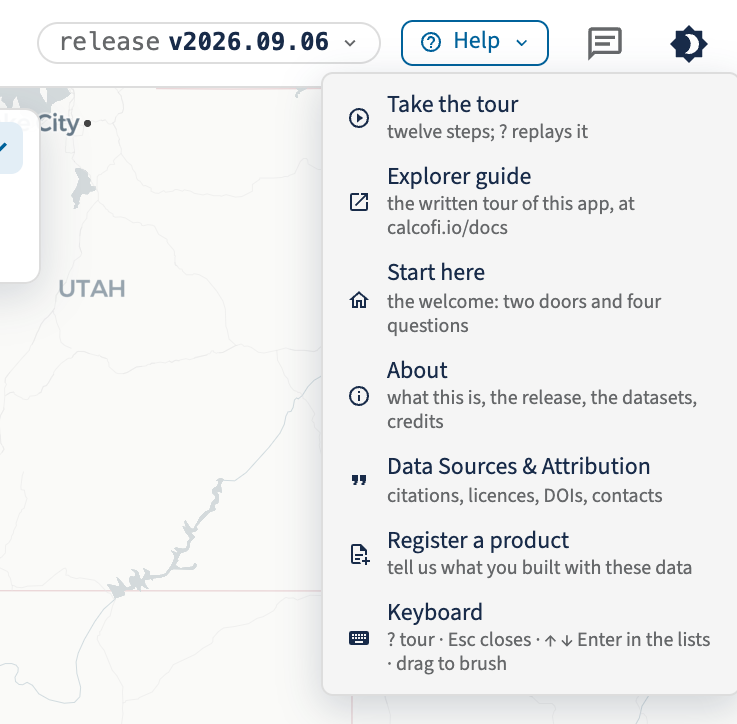 release v2026.09.06
Help
City
UTAH
Take the tour
twelve steps; ? replays it
Explorer guide
the written tour of this app, at
calcofi.io/docs
Start here
the welcome: two doors and four
questions
About
what this is, the release, the datasets,
credits
Data Sources & Attribution
citations, licences, DOIs, contacts
Register a product
tell us what you built with these data
Keyboard
? tour · Esc closes · ↑ ↓ Enter in the lists
· drag to brush